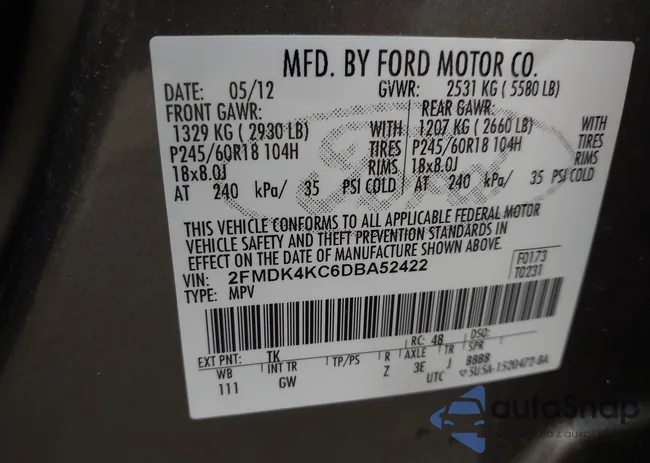 MFD. BY FORD MOTOR CO.
DATE: 05/12 GVWR: 2531 KG ( 5580 LB)
FRONT GAWR: REAR GAWR:
1329 KG ( 2930 LB) WITH 1207 KG ( 2660 LB) WITH
P245/60R18 104H TIRES P245/60R18 104H TIRES
18x8.0J RIMS 18x8.0J RIMS
AT 240 kPa/ 35 PSI COLD AT 240 kPa/ 35 PSI COLD
THIS VEHICLE CONFORMS TO ALL APPLICABLE FEDERAL MOTOR
VEHICLE SAFETY AND THEFT PREVENTION STANDARDS IN
EFFECT ON THE DATE OF MANUFACTURE SHOWN ABOVE.
VIN: 2FMDK4KC6DBA52422 F0173
TYPE: MPV T0231
EXT PNT: TK RC: 48 DSO:
WB INT TR TP/PS R AXLE TR SPR
111 GW Z 3E J BBBB
UTC 5U5A-1520472-BA
autoSnap